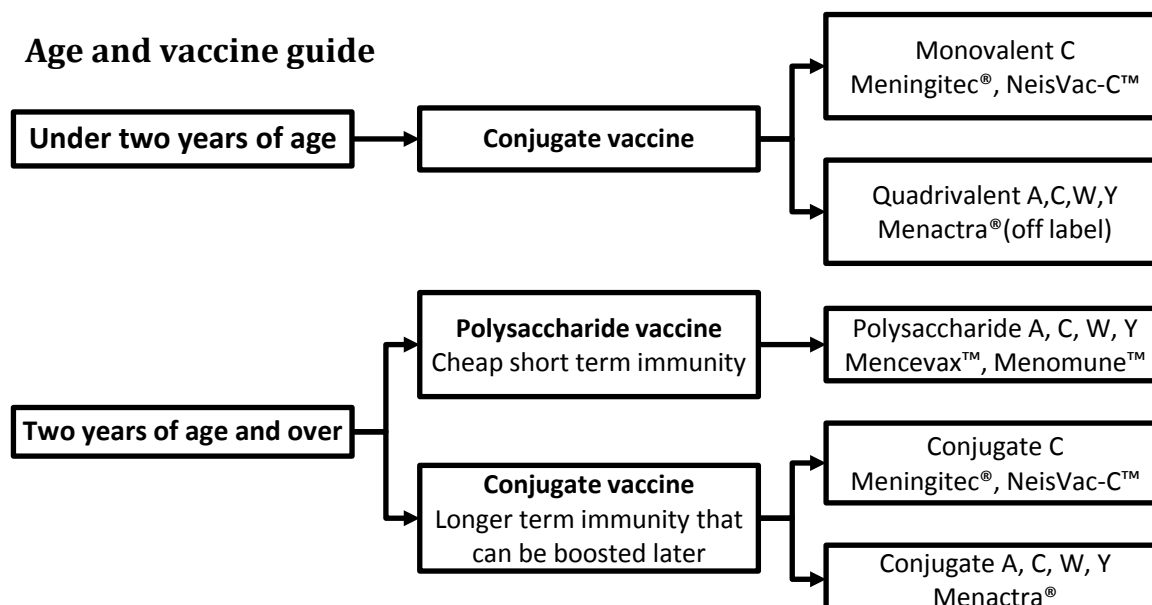 Age and vaccine guide
Under two years of age
Conjugate vaccine
Monovalent C
Meningitec®, NeisVac-C™
Quadrivalent A,C,W,Y
Menactra®(off label)
Two years of age and over
Polysaccharide vaccine
Cheap short term immunity
Polysaccharide A, C, W, Y
Mencevax™, Menomune™
Conjugate vaccine
Longer term immunity that
can be boosted later
Conjugate C
Meningitec®, NeisVac-C™
Conjugate A, C, W, Y
Menactra®